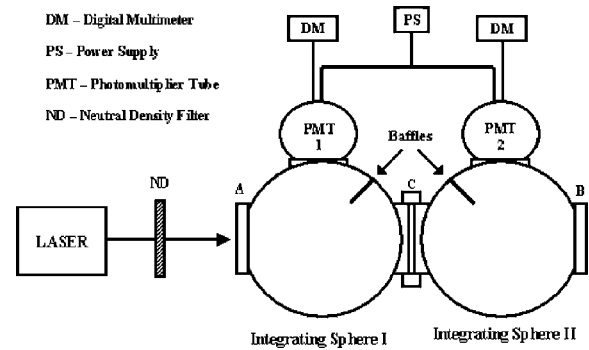 DM – Digital Multimeter
PS – Power Supply
PMT – Photomultiplier Tube
ND – Neutral Density Filter
DM
PS
DM
PMT
1
PMT
2
Baffles
ND
A
C
B
LASER
Integrating Sphere I
Integrating Sphere II